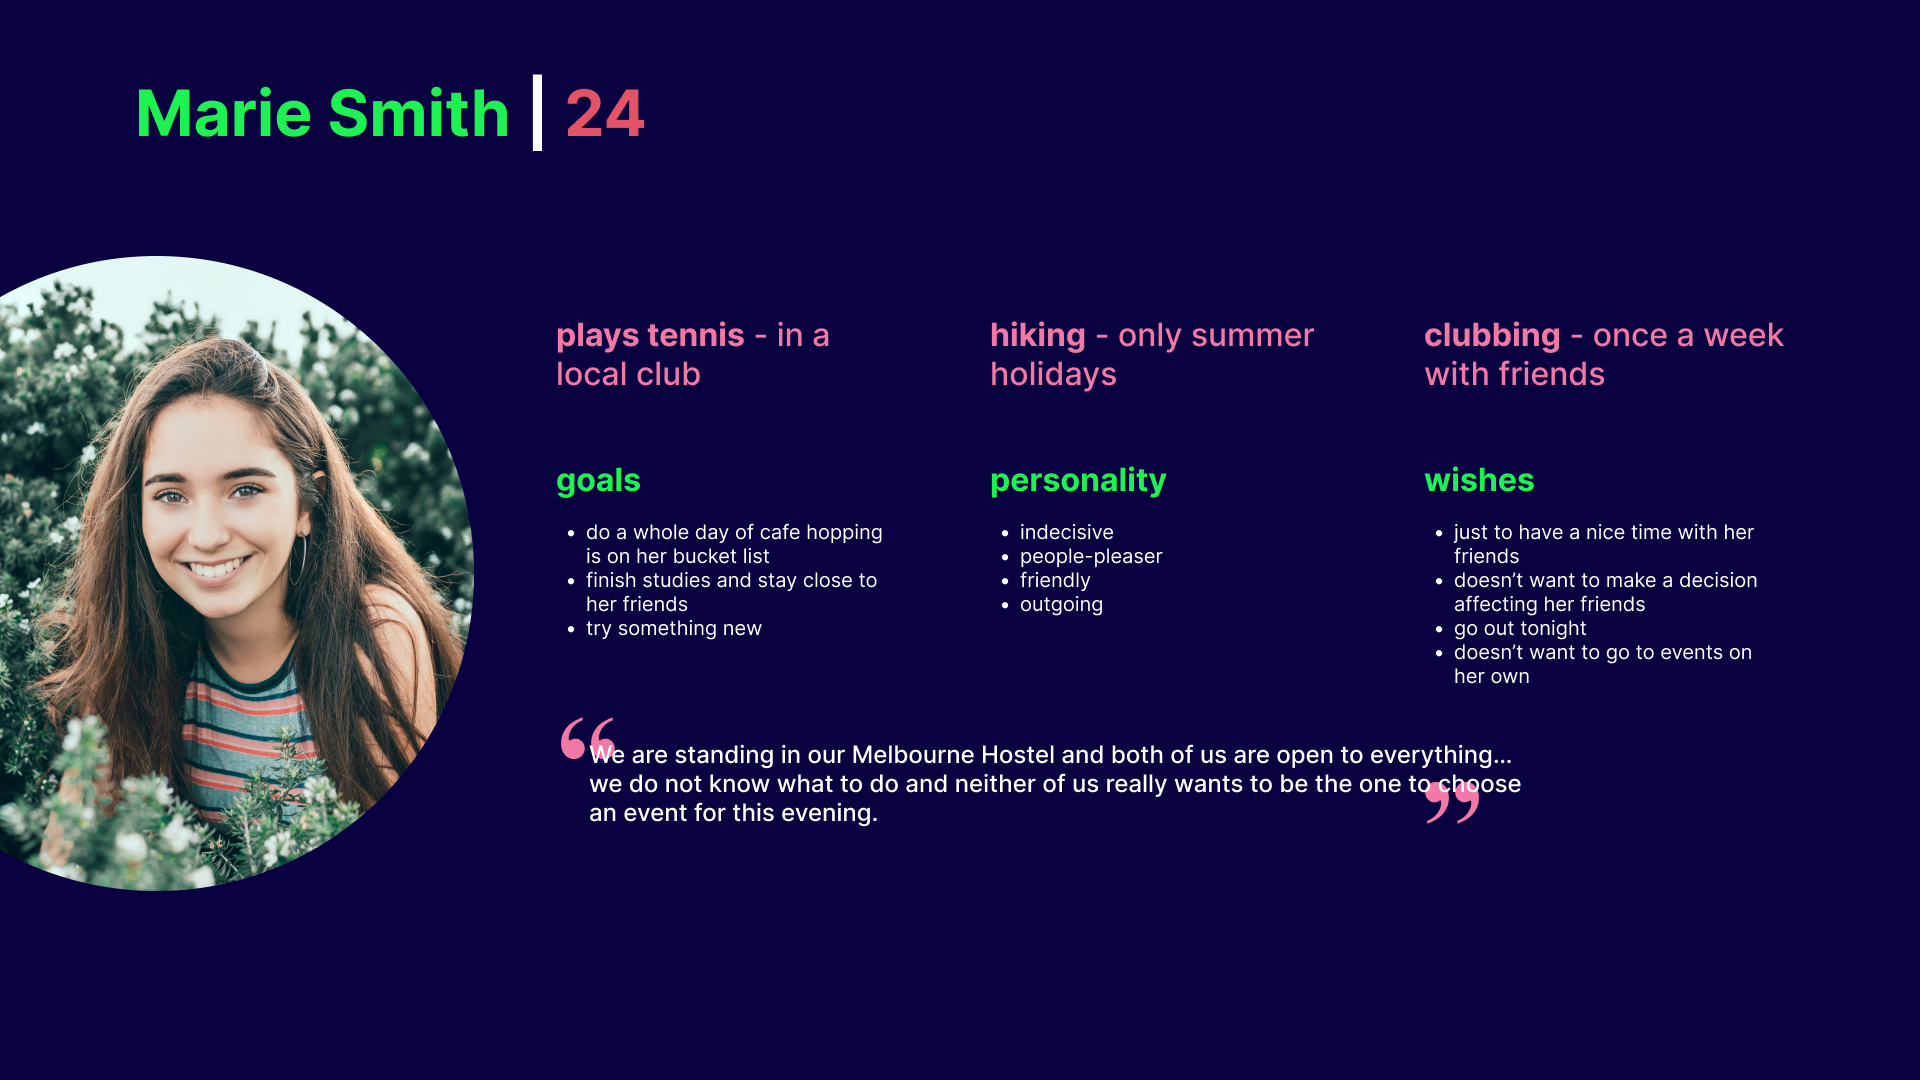 Marie Smith | 24
plays tennis - in a
local club
hiking - only summer
holidays
clubbing - once a week
with friends
goals
• do a whole day of cafe hopping
is on her bucket list
• finish studies and stay close to
her friends
• try something new
personality
• indecisive
• people-pleaser
• friendly
• outgoing
wishes
• just to have a nice time with her
friends
• doesn’t want to make a decision
affecting her friends
• go out tonight
• doesn’t want to go to events on
her own
“We are standing in our Melbourne Hostel and both of us are open to everything...
we do not know what to do and neither of us really wants to be the one to choose
an event for this evening.”